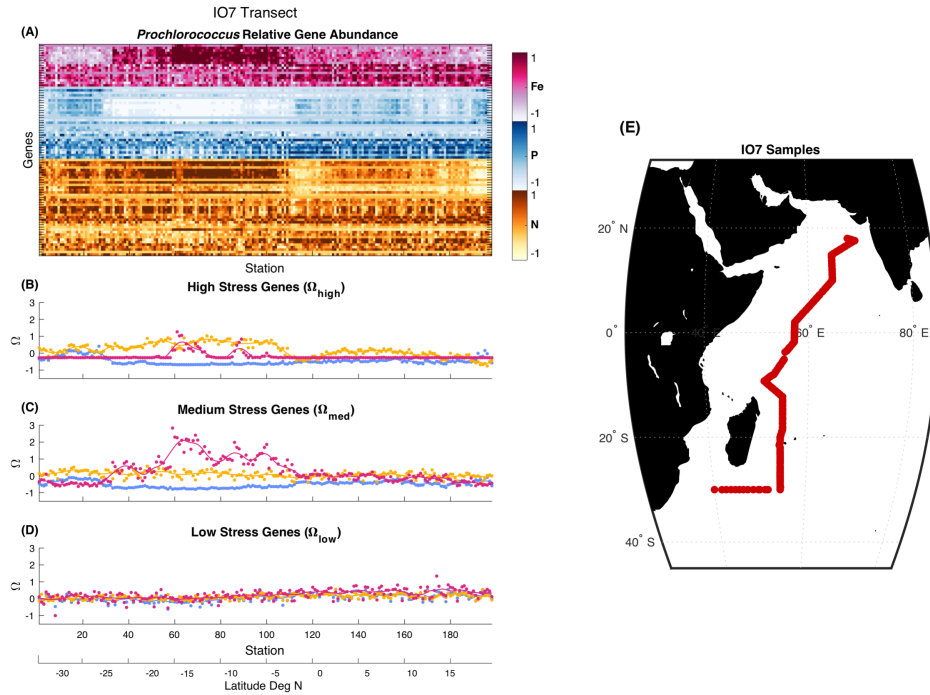 IO7 Transect
(A)
Prochlorococcus Relative Gene Abundance
Genes
1
Fe
-1
1
P
-1
1
N
-1
Station
(B)
High Stress Genes (Ωhigh)
3
2
1
0
-1
Ω
(C)
Medium Stress Genes (Ωmed)
3
2
1
0
-1
Ω
(D)
Low Stress Genes (Ωlow)
3
2
1
0
-1
Ω
20 40 60 80 100 120 140 160 180
Station
-30 -25 -20 -15 -10 -5 0 5 10 15
Latitude Deg N
(E)
IO7 Samples
20° N
0°
40° E 60° E 80° E
20° S
40° S